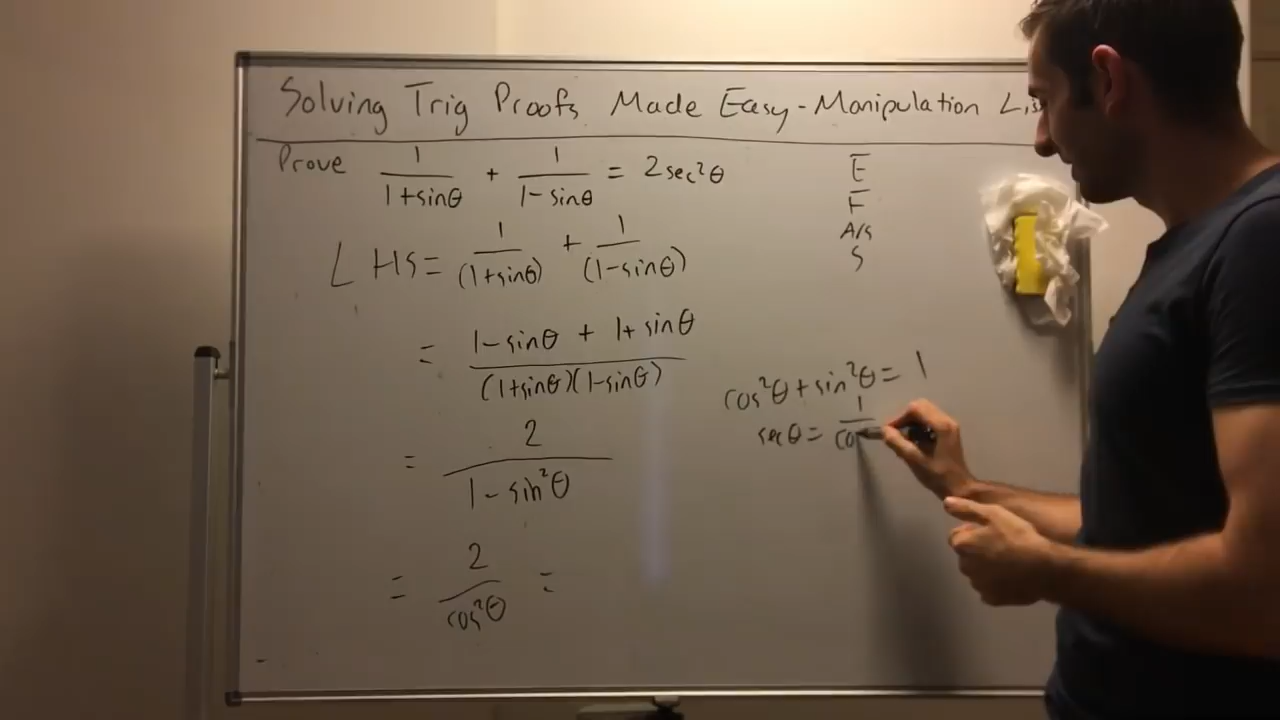 Solving Trig Proofs Made Easy - Manipulation Lis
Prove 1/(1+sinθ) + 1/(1-sinθ) = 2sec²θ
E
F
A/S
S
LHS = 1/(1+sinθ) + 1/(1-sinθ)
= (1-sinθ + 1+sinθ)/((1+sinθ)(1-sinθ))
cos²θ + sin²θ = 1
secθ = 1/co
= 2/(1-sin²θ)
= 2/cos²θ =